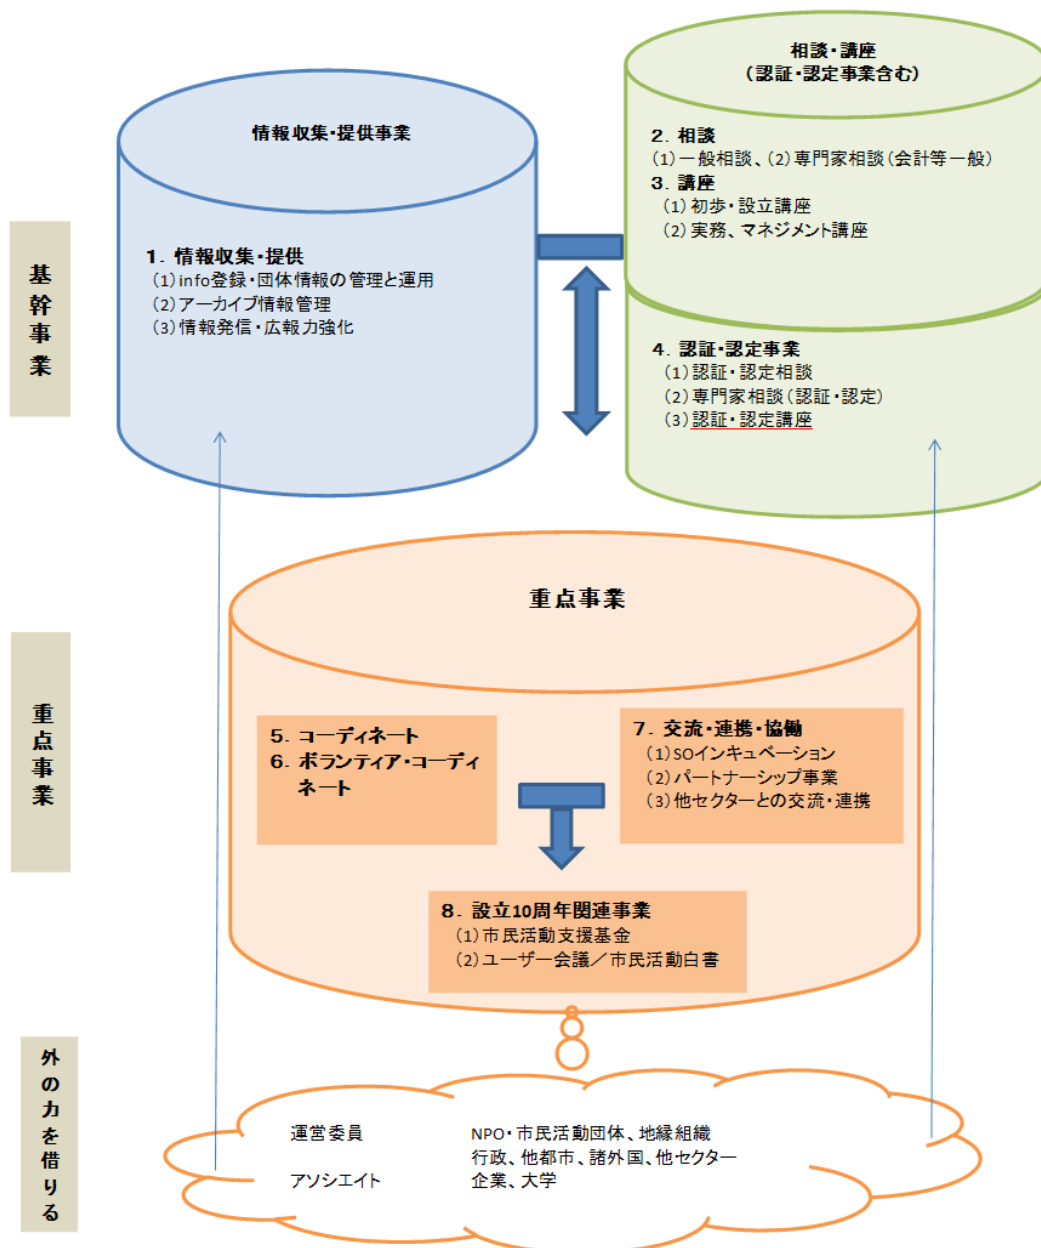 基幹事業
情報収集・提供事業
1. 情報収集・提供
(1)info登録・団体情報の管理と運用
(2)アーカイブ情報管理
(3)情報発信・広報力強化
相談・講座
(認証・認定事業含む)
2. 相談
(1)一般相談、(2)専門家相談(会計等一般)
3. 講座
(1)初歩・設立講座
(2)実務、マネジメント講座
4. 認証・認定事業
(1)認証・認定相談
(2)専門家相談(認証・認定)
(3)認証・認定講座
重点事業
重点事業
5. コーディネート
6. ボランティア・コーディ
ネート
7. 交流・連携・協働
(1)SOインキュベーション
(2)パートナーシップ事業
(3)他セクターとの交流・連携
8. 設立10周年関連事業
(1)市民活動支援基金
(2)ユーザー会議/市民活動白書
外の力を借りる
運営委員
アソシエイト
NPO・市民活動団体、地縁組織
行政、他都市、諸外国、他セクター
企業、大学